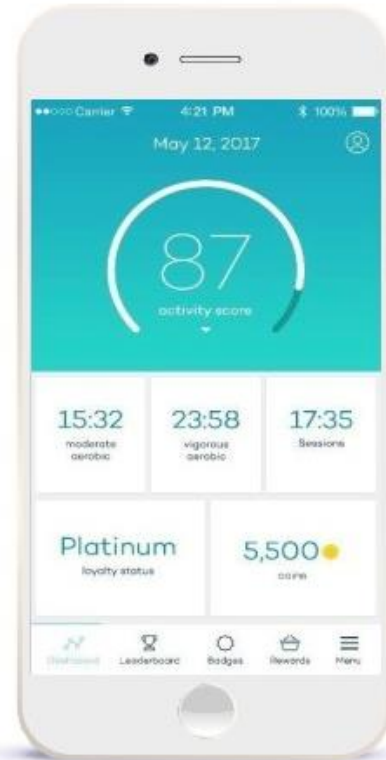 Carrier 4:21 PM 100%
May 12, 2017
87
activity score
15:32 23:58 17:35
moderate vigorous Sessions
aerobic aerobic
Platinum 5,500
loyalty status coins
Dashboard Leaderboard Badges Rewards Menu